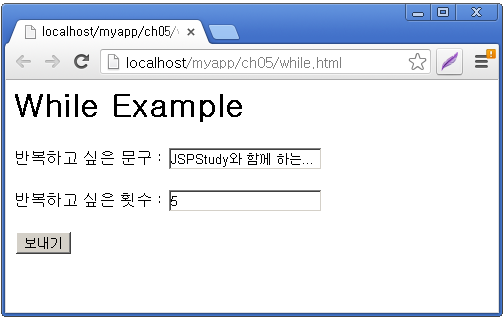 localhost/myapp/ch05/
localhost/myapp/ch05/while.html
While Example
반복하고 싶은 문구 : JSPStudy와 함께 하는...
반복하고 싶은 횟수 : 5
보내기